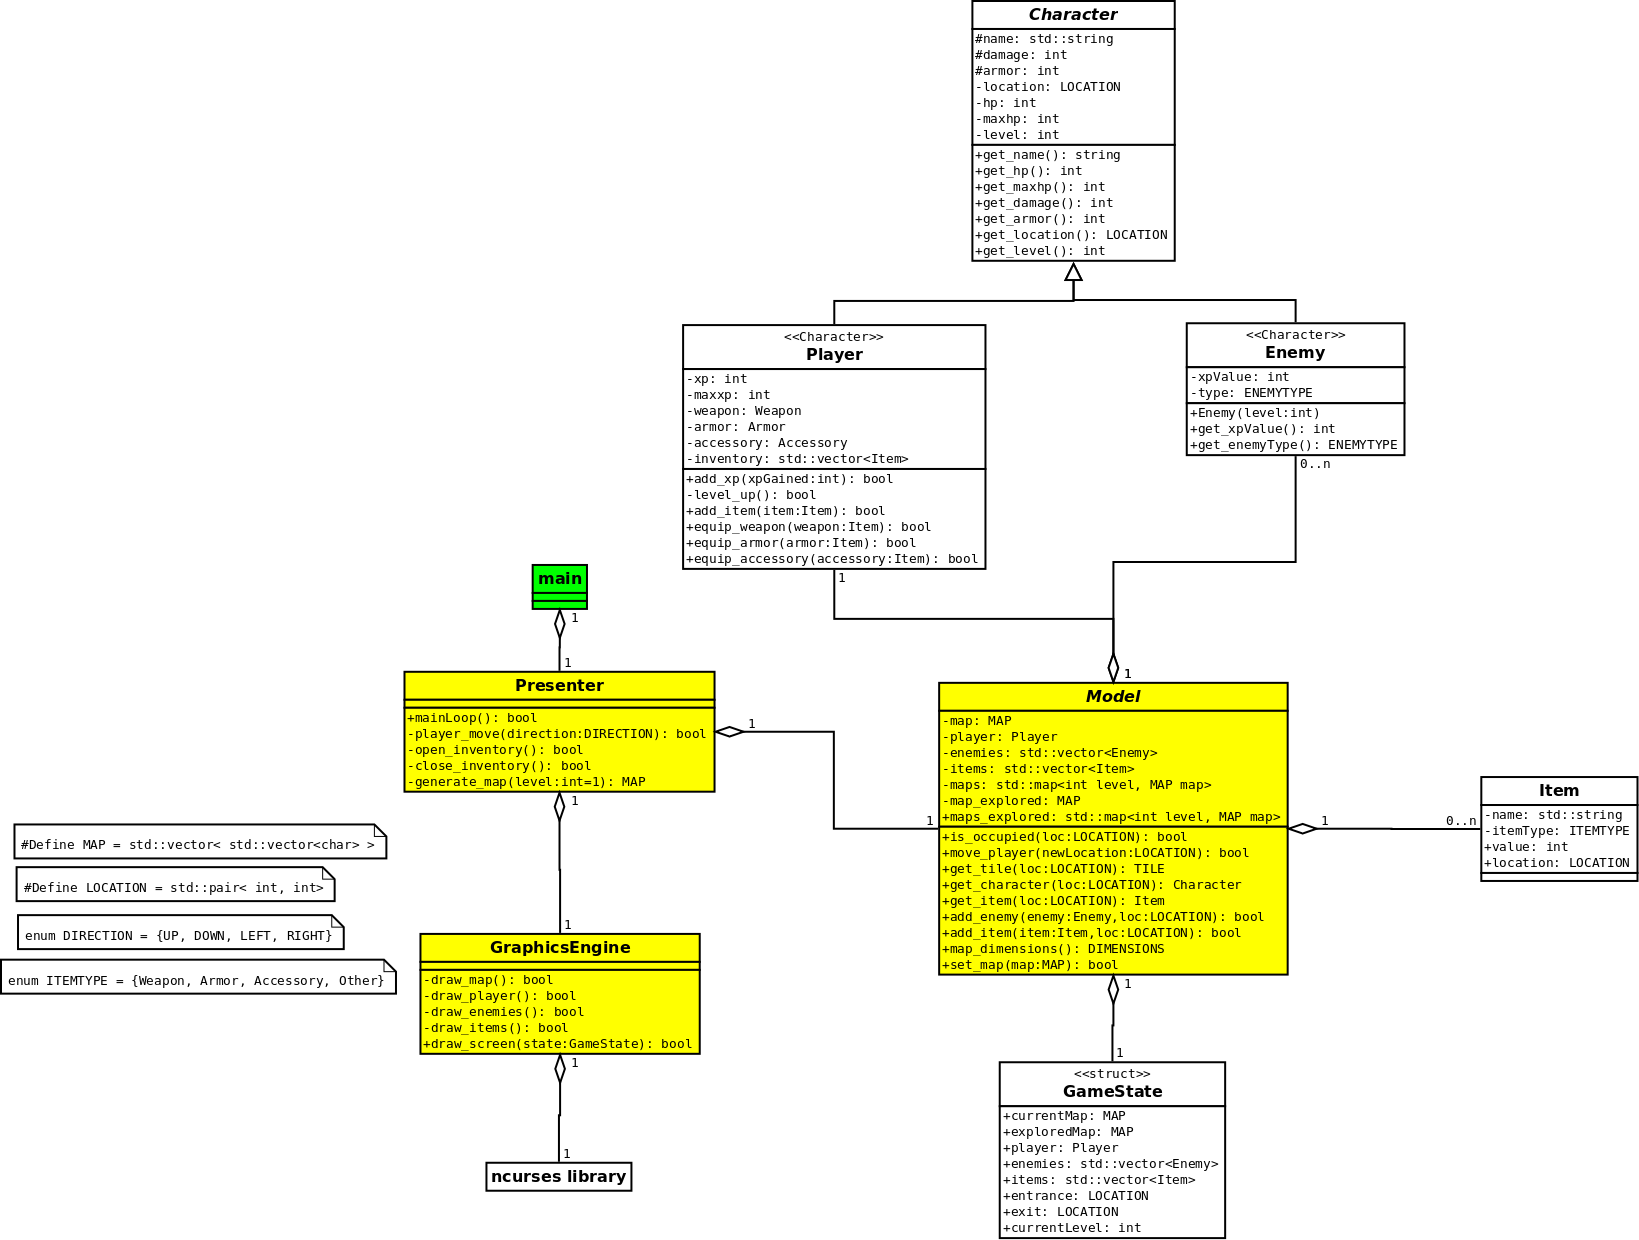 Character
#name: std::string
#damage: int
#armor: int
-location: LOCATION
-hp: int
-maxhp: int
-level: int
+get_name(): string
+get_hp(): int
+get_maxhp(): int
+get_damage(): int
+get_armor(): int
+get_location(): LOCATION
+get_level(): int
<<Character>>
Player
-xp: int
-maxxp: int
-weapon: Weapon
-armor: Armor
-accessory: Accessory
-inventory: std::vector<Item>
+add_xp(xpGained:int): bool
-level_up(): bool
+add_item(item:Item): bool
+equip_weapon(weapon:Item): bool
+equip_armor(armor:Item): bool
+equip_accessory(accessory:Item): bool
1
<<Character>>
Enemy
-xpValue: int
-type: ENEMYTYPE
+Enemy(level:int)
+get_xpValue(): int
+get_enemyType(): ENEMYTYPE
0..n
main
1
1
Presenter
+mainLoop(): bool
-player_move(direction:DIRECTION): bool
-open_inventory(): bool
-close_inventory(): bool
-generate_map(level:int=1): MAP
1
1
1
1
1
Model
-map: MAP
-player: Player
-enemies: std::vector<Enemy>
-items: std::vector<Item>
-maps: std::map<int level, MAP map>
-map_explored: MAP
-maps_explored: std::map<int level, MAP map>
+is_occupied(loc:LOCATION): bool
+move_player(newLocation:LOCATION): bool
+get_tile(loc:LOCATION): TILE
+get_character(loc:LOCATION): Character
+get_item(loc:LOCATION): Item
+add_enemy(enemy:Enemy,loc:LOCATION): bool
+add_item(item:Item,loc:LOCATION): bool
+map_dimensions(): DIMENSIONS
+set_map(map:MAP): bool
1
0..n
Item
-name: std::string
-itemType: ITEMTYPE
+value: int
+location: LOCATION
#Define MAP = std::vector< std::vector<char> >
#Define LOCATION = std::pair< int, int>
enum DIRECTION = {UP, DOWN, LEFT, RIGHT}
enum ITEMTYPE = {Weapon, Armor, Accessory, Other}
GraphicsEngine
-draw_map(): bool
-draw_player(): bool
-draw_enemies(): bool
-draw_items(): bool
+draw_screen(state:GameState): bool
1
1
ncurses library
1
1
<<struct>>
GameState
+currentMap: MAP
+exploredMap: MAP
+player: Player
+enemies: std::vector<Enemy>
+items: std::vector<Item>
+entrance: LOCATION
+exit: LOCATION
+currentLevel: int